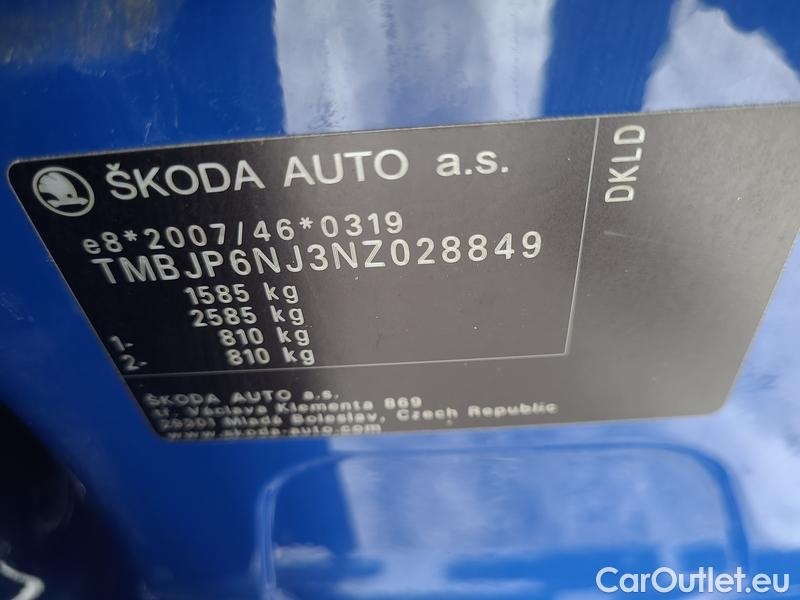 ŠKODA AUTO a.s.
DKLD
e8*2007/46*0319
TMBJP6NJ3NZ028849
1585 kg
2585 kg
1. 810 kg
2. 810 kg
ŠKODA AUTO a.s.
tř. Václava Klementa 869
29301 Mladá Boleslav, Czech Republic
www.skoda-auto.com
CarOutlet.eu